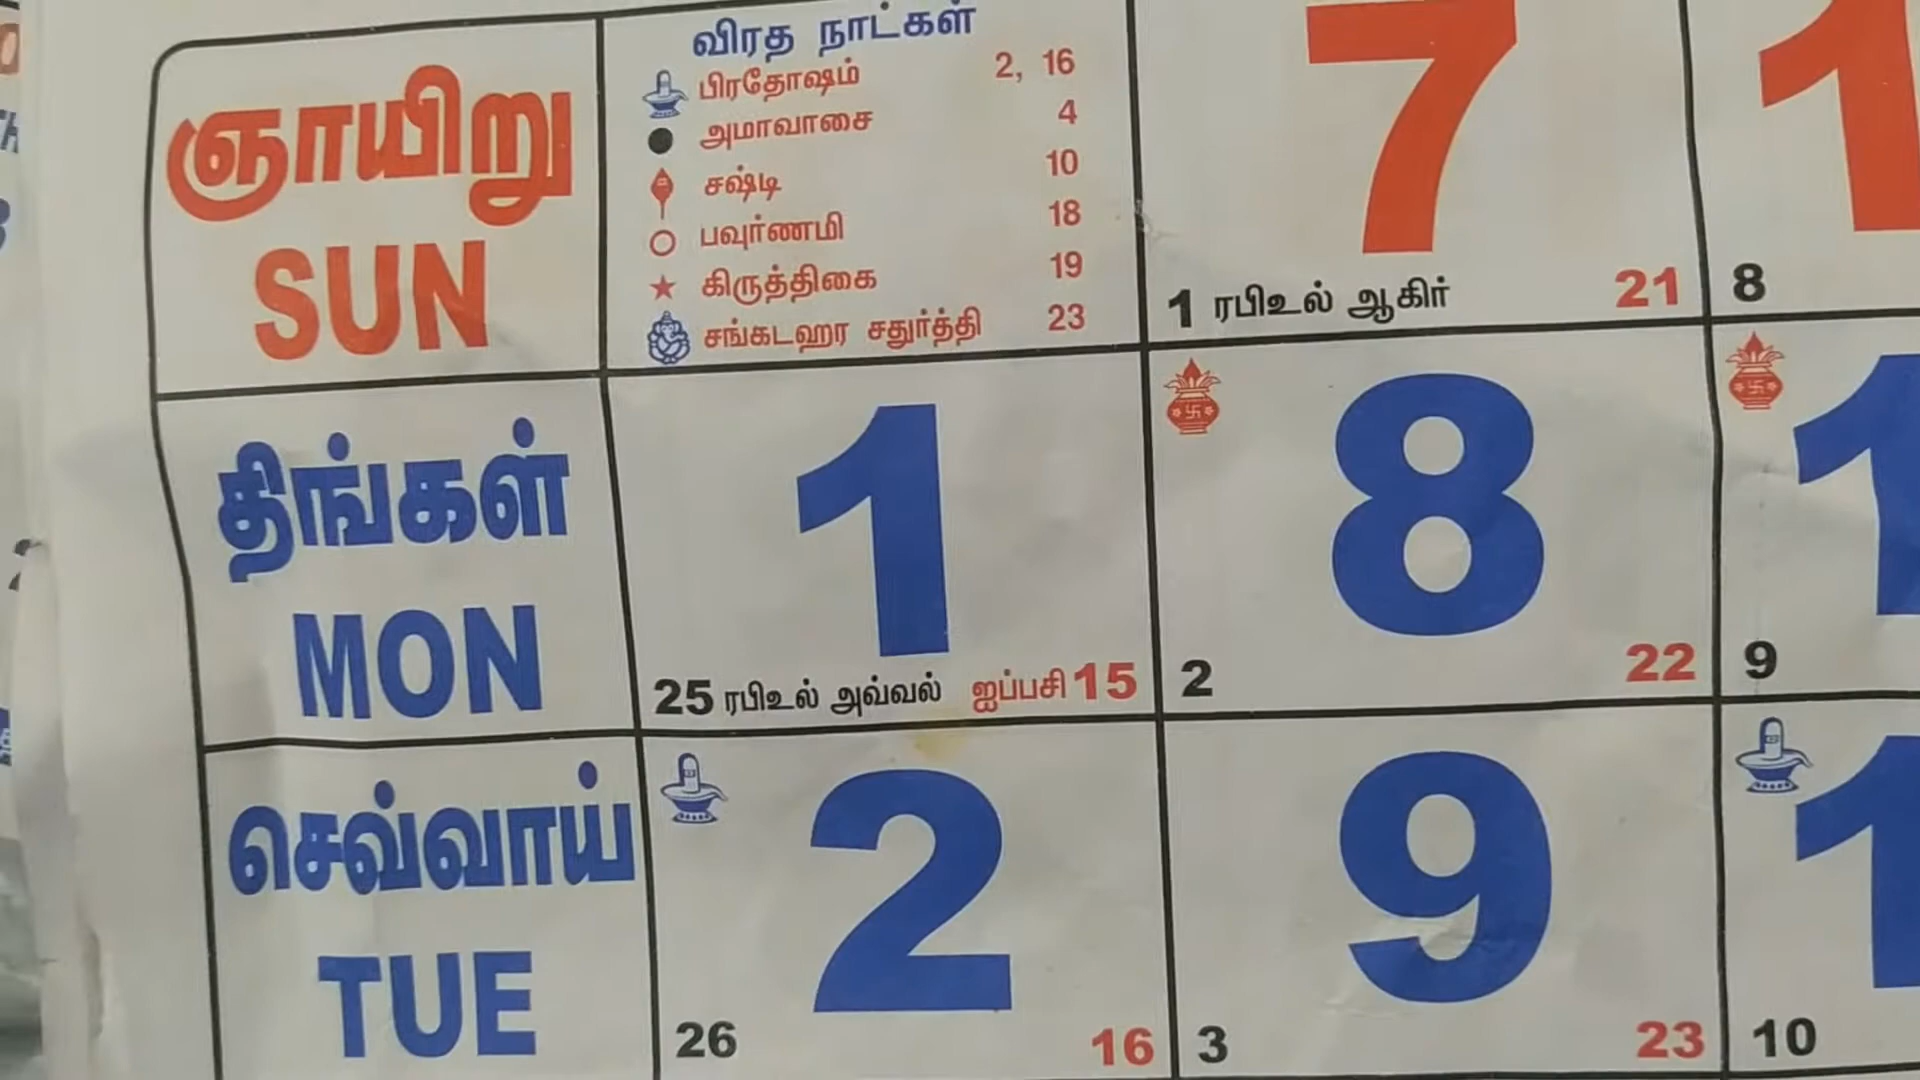 ஞாயிறு
SUN
விரத நாட்கள்
பிரதோஷம் 2, 16
அமாவாசை 4
சஷ்டி 10
பவுர்ணமி 18
கிருத்திகை 19
சங்கடஹர சதுர்த்தி 23
7
1 ரபிஉல் ஆகிர் 21
8
திங்கள்
MON
1
25 ரபிஉல் அவ்வல் ஐப்பசி 15
8
2 22
9
செவ்வாய்
TUE
2
26 16
9
3 23
10